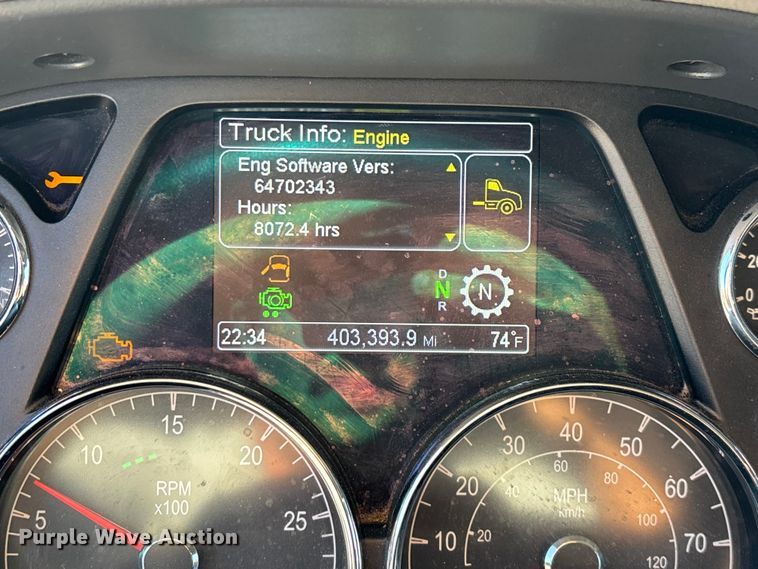 Truck Info: Engine
Eng Software Vers:
64702343
Hours:
8072.4 hrs
D
N
R
N
22:34
403,393.9 Mi
74°F
5
10
15
20
25
RPM
x100
10
20
30
40
50
60
70
20
40
60
80
100
120
MPH
Km/h
20
0
Purple Wave Auction